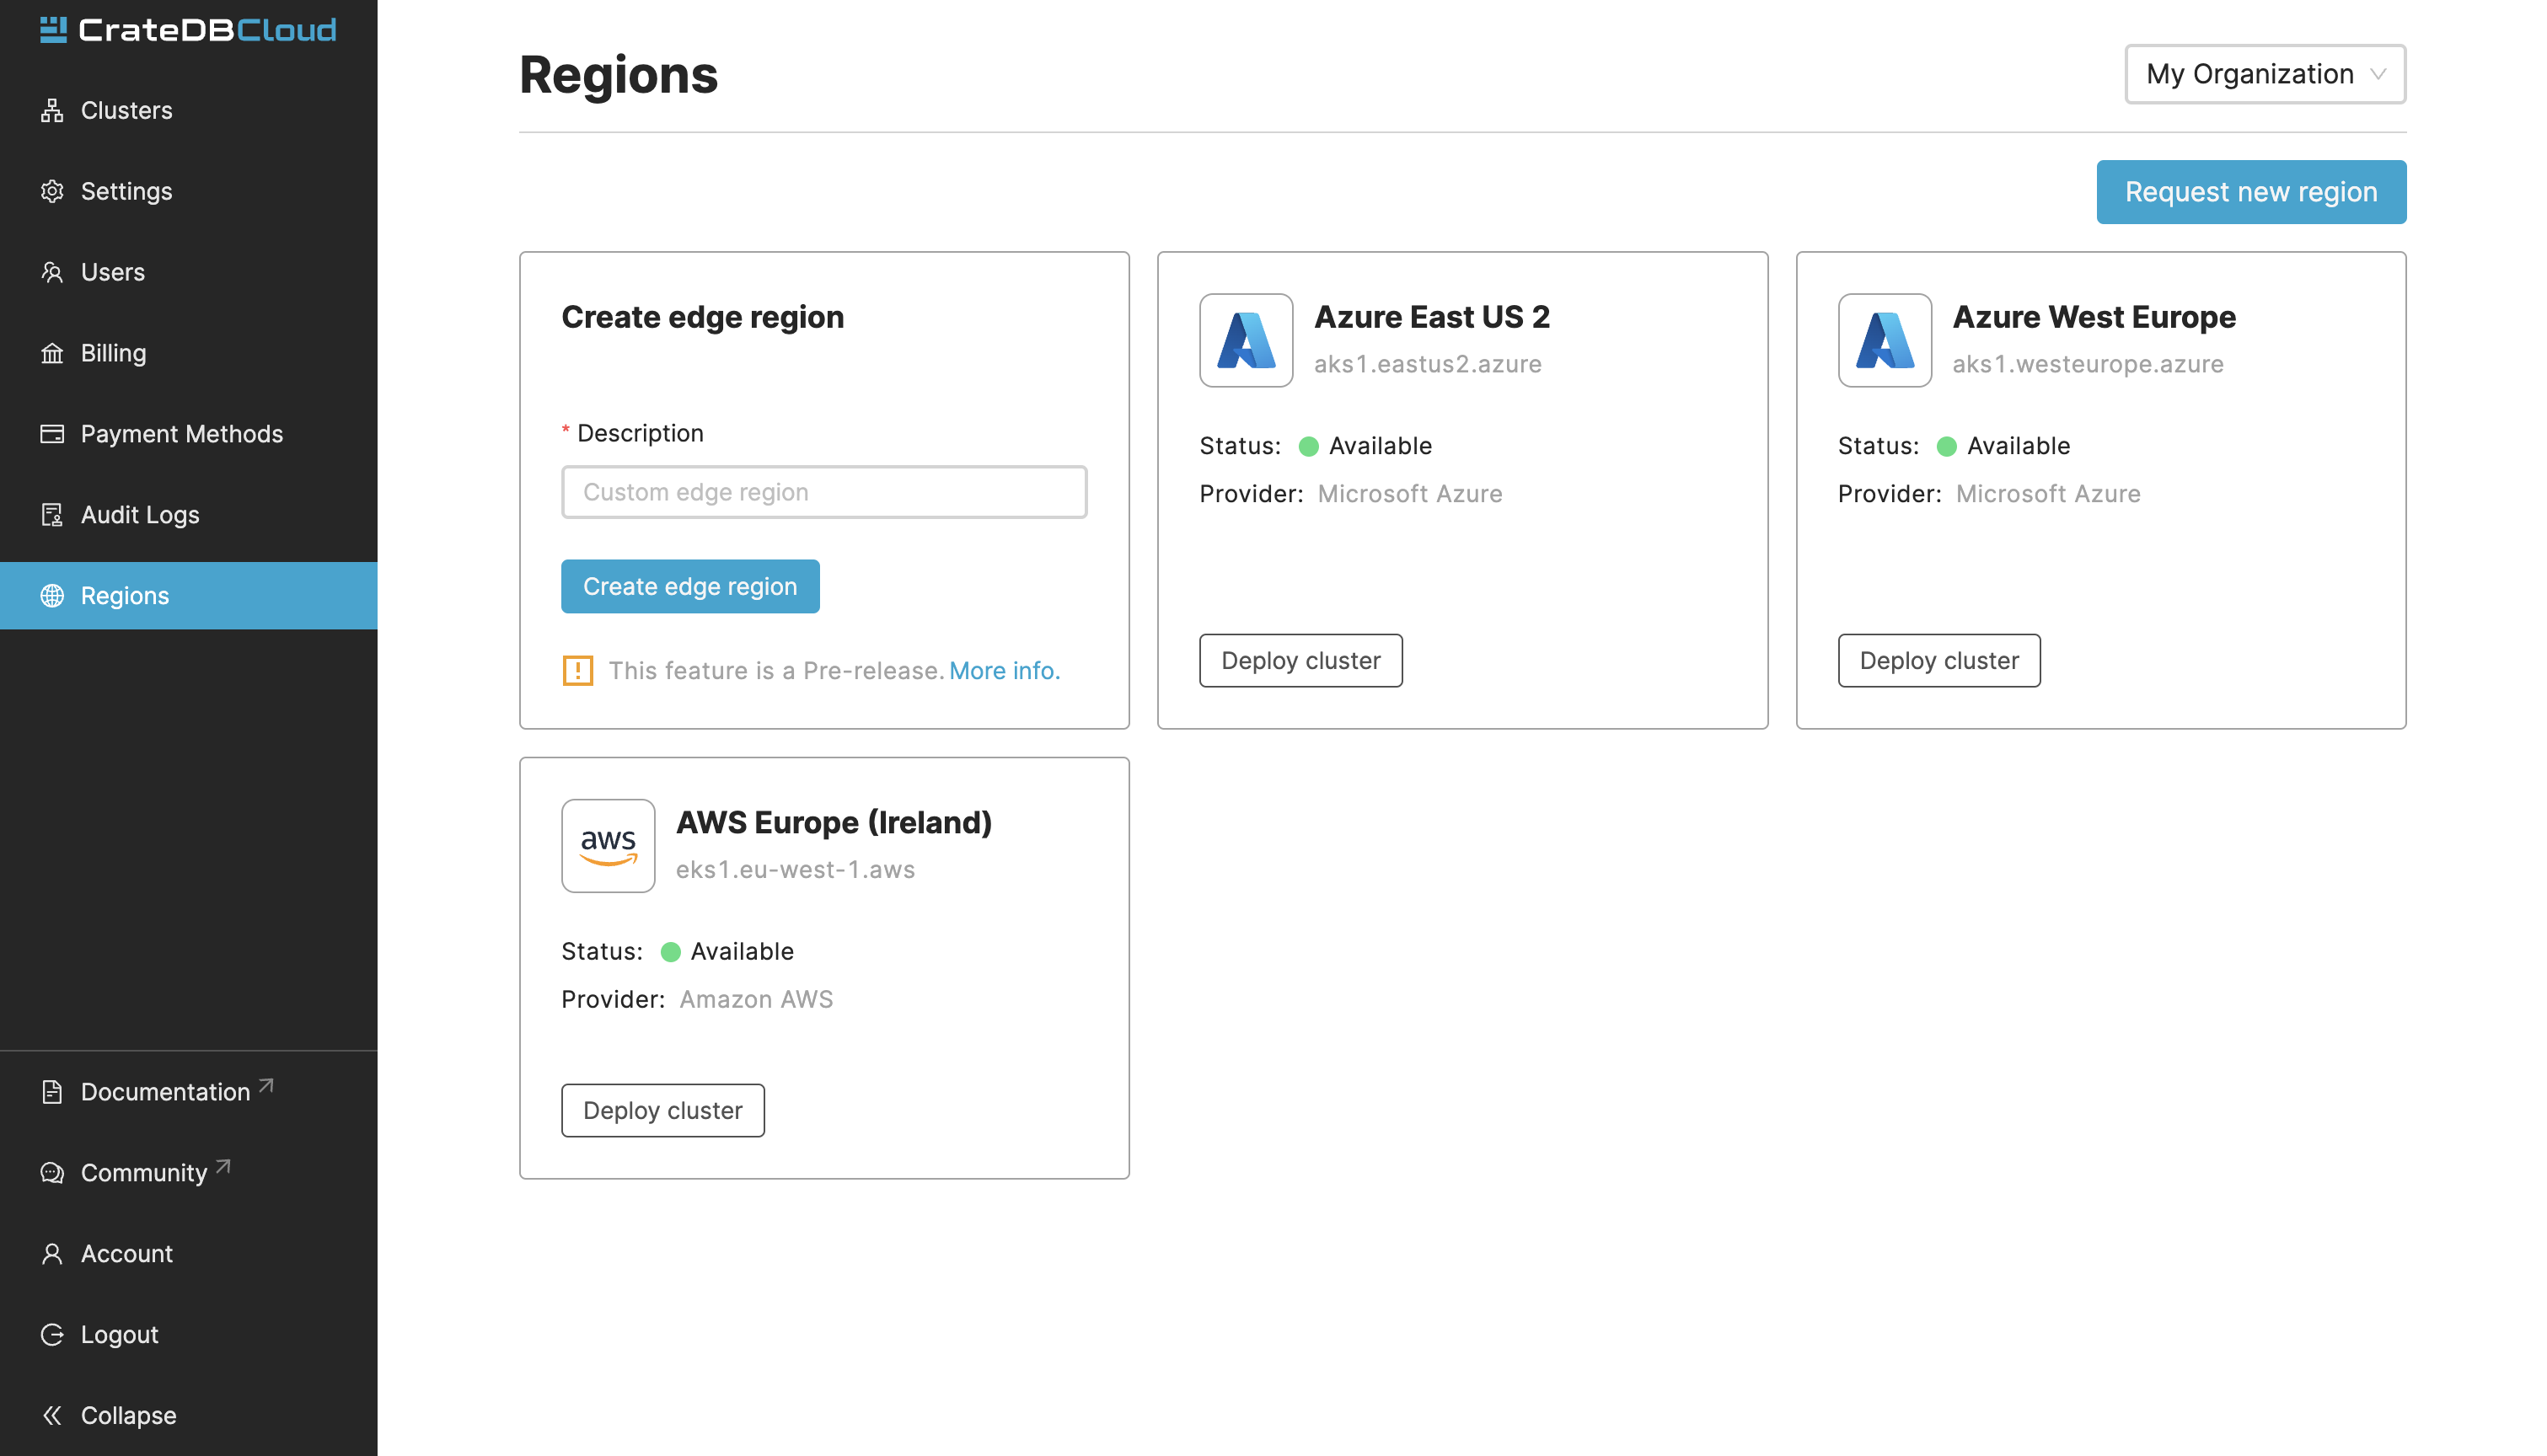 CrateDBCloud
Clusters
Settings
Users
Billing
Payment Methods
Audit Logs
Regions
Documentation
Community
Account
Logout
Collapse
Regions
My Organization
Request new region
Create edge region
* Description
Custom edge region
Create edge region
This feature is a Pre-release. More info.
Azure East US 2
aks1.eastus2.azure
Status: Available
Provider: Microsoft Azure
Deploy cluster
Azure West Europe
aks1.westeurope.azure
Status: Available
Provider: Microsoft Azure
Deploy cluster
aws
AWS Europe (Ireland)
eks1.eu-west-1.aws
Status: Available
Provider: Amazon AWS
Deploy cluster